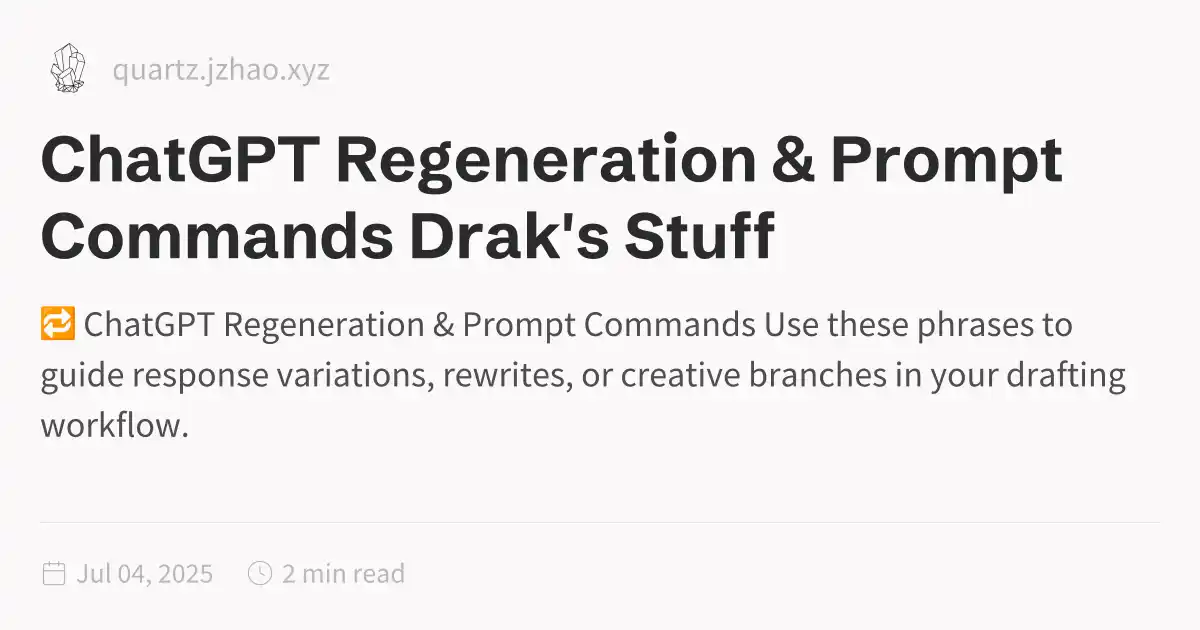 quartz.jzhao.xyz
ChatGPT Regeneration & Prompt
Commands Drak's Stuff
🔁 ChatGPT Regeneration & Prompt Commands Use these phrases to
guide response variations, rewrites, or creative branches in your drafting
workflow.
Jul 04, 2025 2 min read